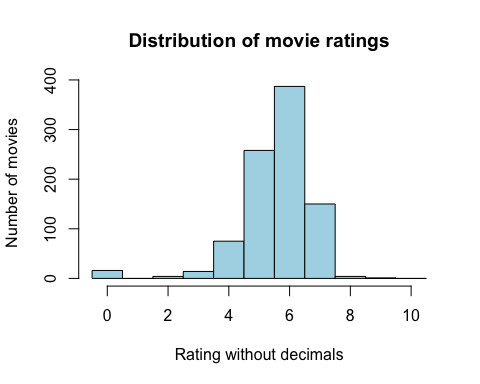 Distribution of movie ratings
Number of movies
400
300
200
100
0
0 2 4 6 8 10
Rating without decimals